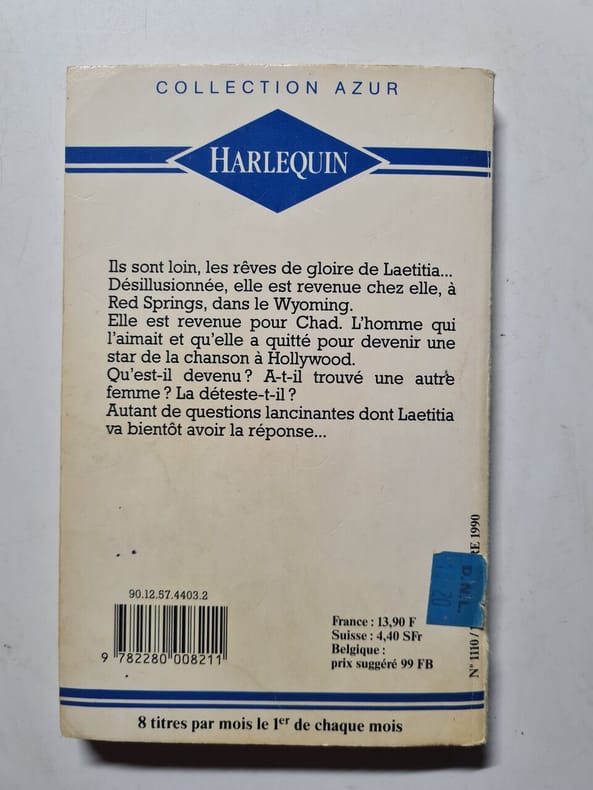 COLLECTION AZUR
HARLEQUIN
Ils sont loin, les rêves de gloire de Laetitia...
Désillusionnée, elle est revenue chez elle, à
Red Springs, dans le Wyoming.
Elle est revenue pour Chad. L'homme qui
l'aimait et qu'elle a quitté pour devenir une
star de la chanson à Hollywood.
Qu'est-il devenu ? A-t-il trouvé une autre
femme ? La déteste-t-il ?
Autant de questions lancinantes dont Laetitia
va bientôt avoir la réponse...
90.12.57.4403.2
9 782280 008211
France : 13,90 F
Suisse : 4,40 SFr
Belgique :
prix suggéré 99 FB
D.N.L.
N° 1110 / 1990
8 titres par mois le 1er de chaque mois